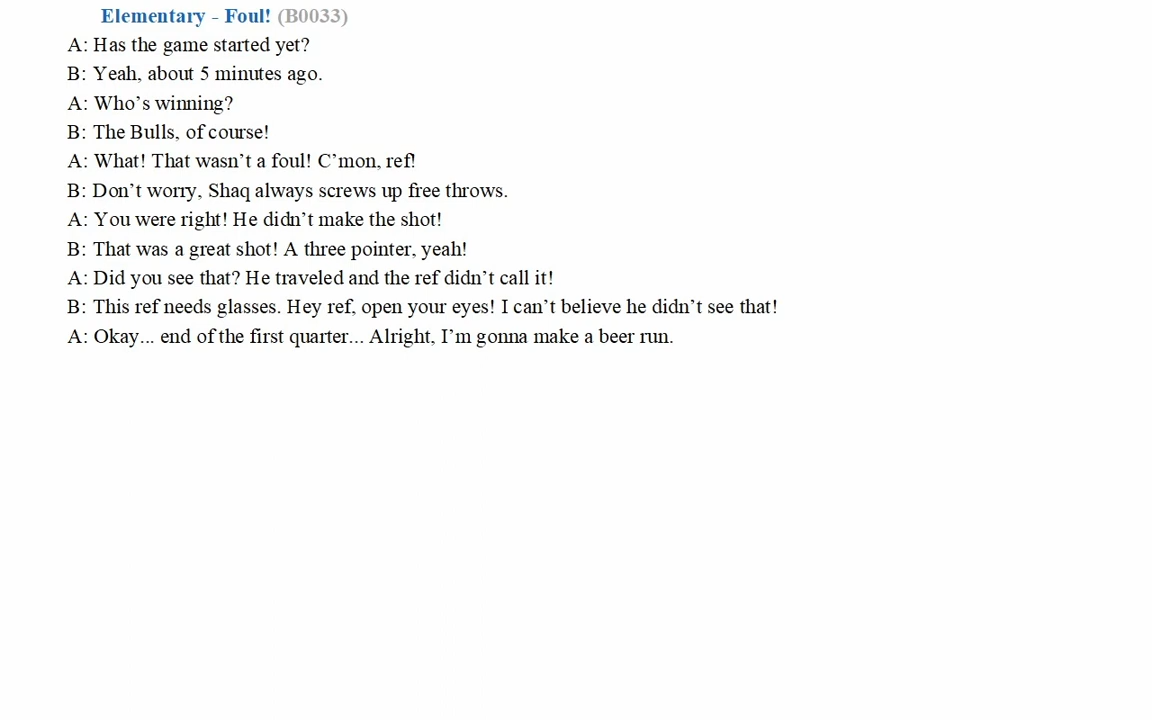 Elementary - Foul! (B0033)
A: Has the game started yet?
B: Yeah, about 5 minutes ago.
A: Who’s winning?
B: The Bulls, of course!
A: What! That wasn’t a foul! C’mon, ref!
B: Don’t worry, Shaq always screws up free throws.
A: You were right! He didn’t make the shot!
B: That was a great shot! A three pointer, yeah!
A: Did you see that? He traveled and the ref didn’t call it!
B: This ref needs glasses. Hey ref, open your eyes! I can’t believe he didn’t see that!
A: Okay... end of the first quarter... Alright, I’m gonna make a beer run.